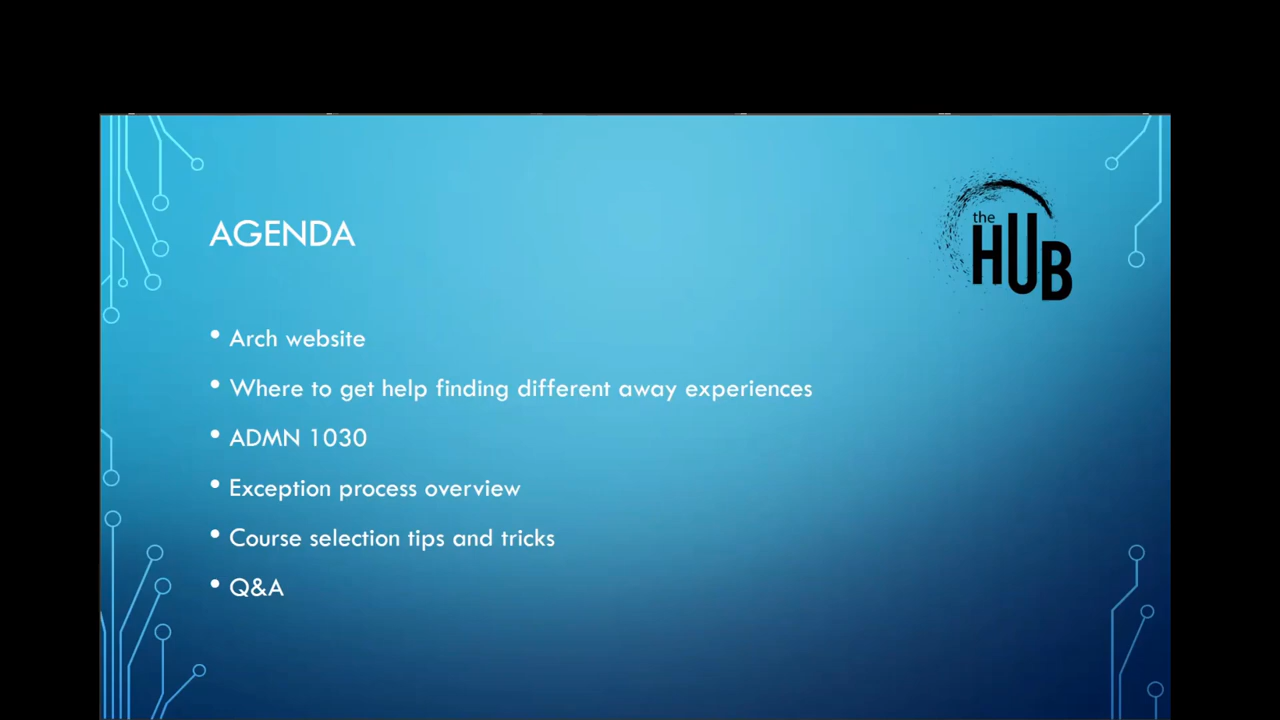 AGENDA
the
HUB
• Arch website
• Where to get help finding different away experiences
• ADMN 1030
• Exception process overview
• Course selection tips and tricks
• Q&A